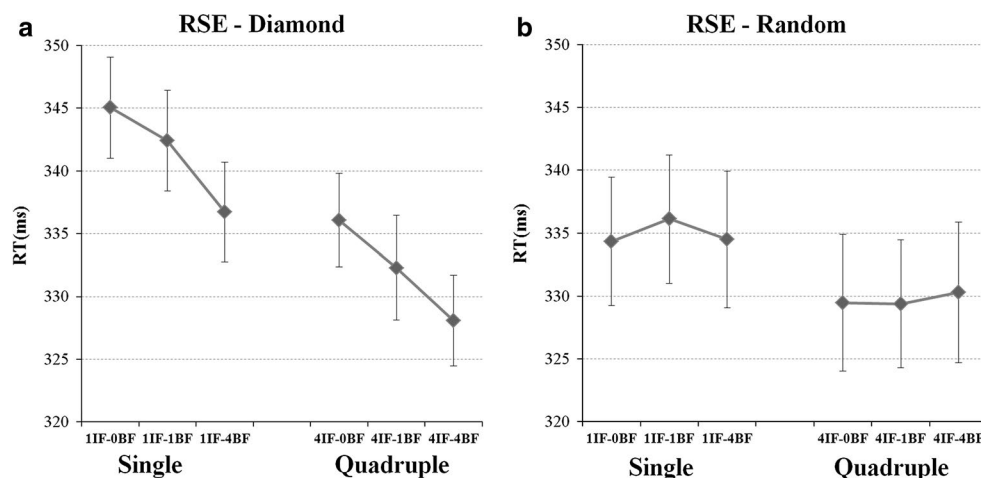 a
RSE - Diamond
350
345
340
335
330
325
320
RT(ms)
1IF-0BF 1IF-1BF 1IF-4BF 4IF-0BF 4IF-1BF 4IF-4BF
Single Quadruple
b
RSE - Random
350
345
340
335
330
325
320
RT(ms)
1IF-0BF 1IF-1BF 1IF-4BF 4IF-0BF 4IF-1BF 4IF-4BF
Single Quadruple